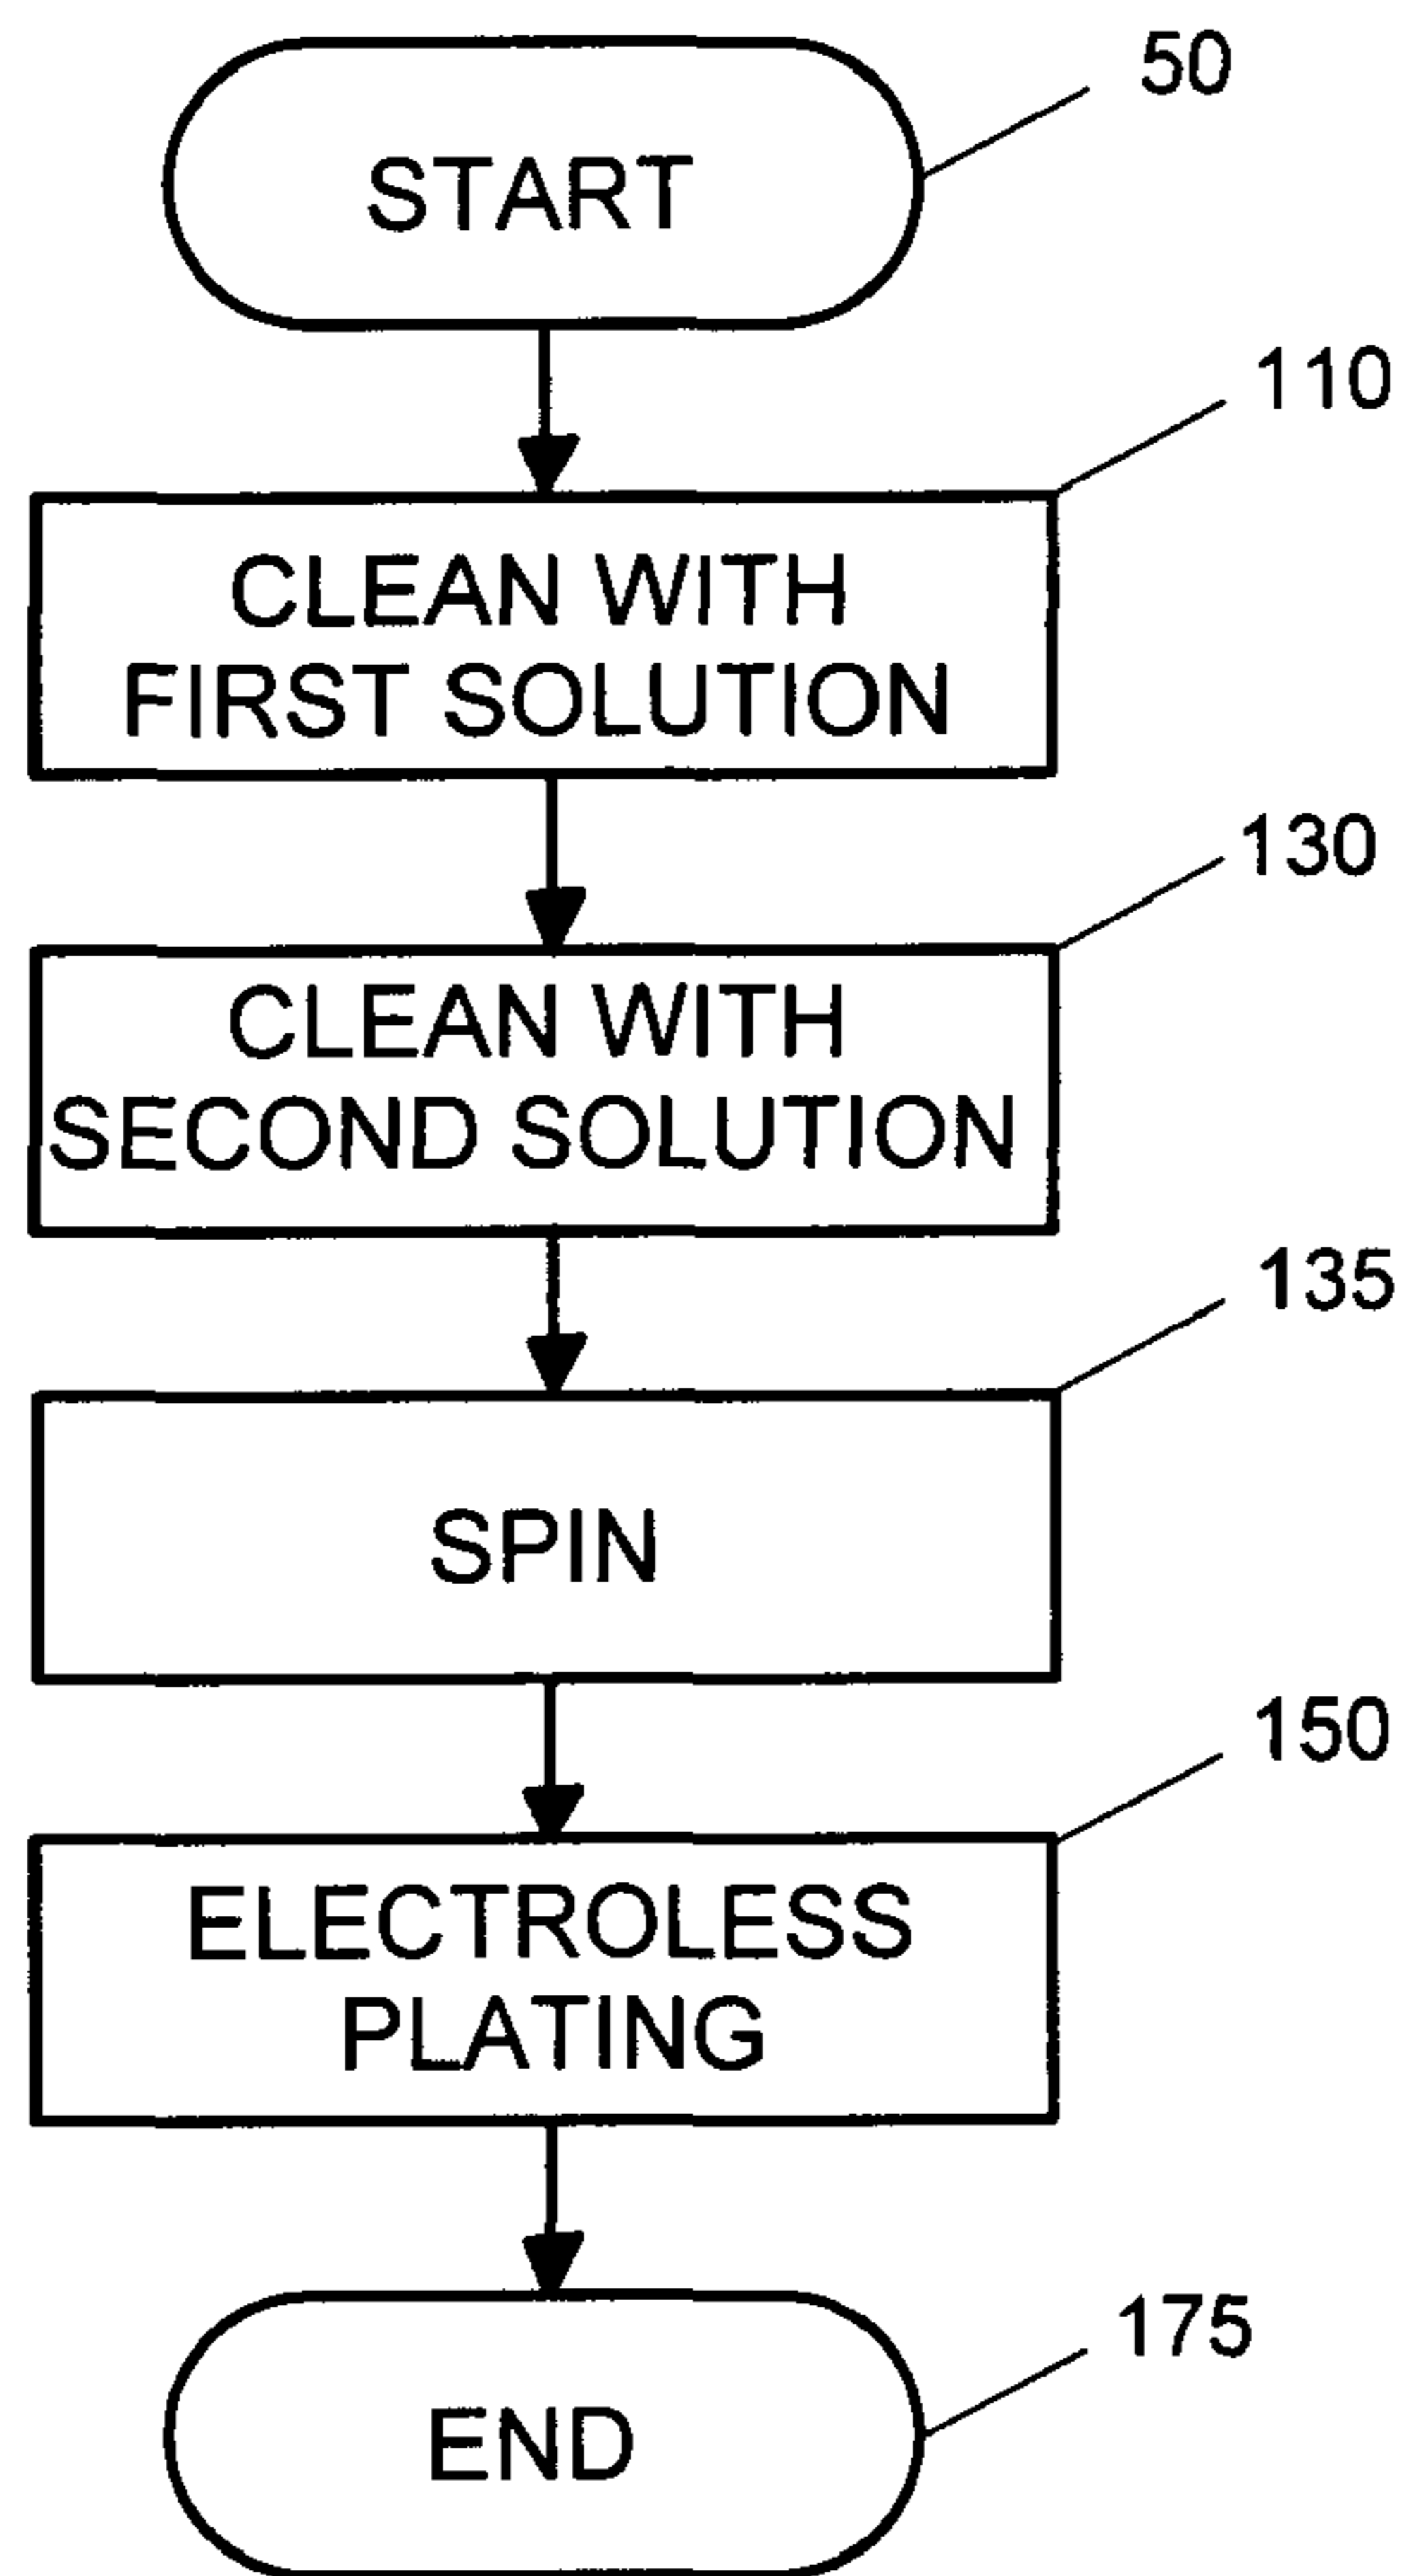 50
START
110
CLEAN WITH
FIRST SOLUTION
130
CLEAN WITH
SECOND SOLUTION
135
SPIN
150
ELECTROLESS
PLATING
175
END